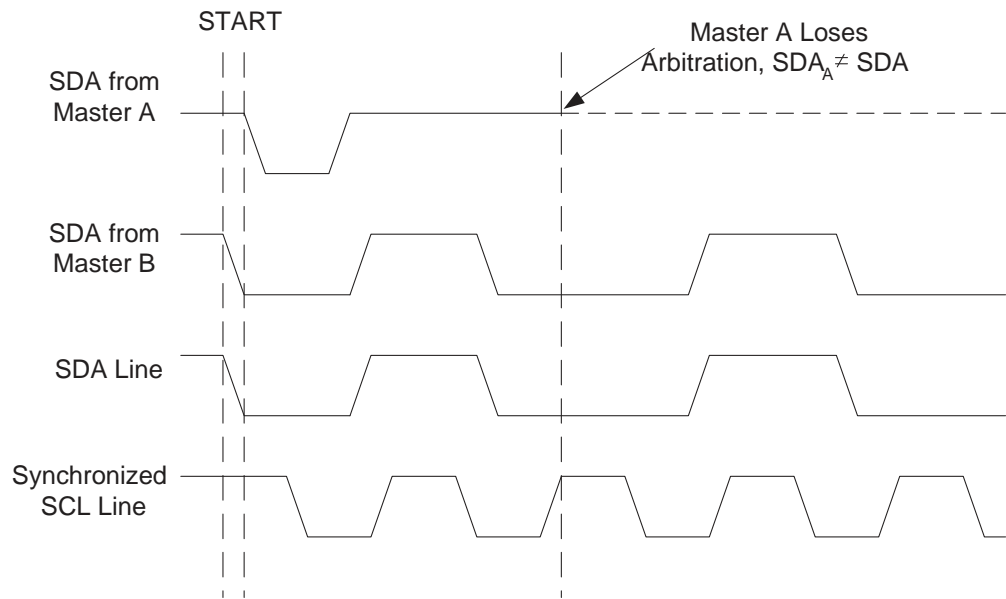 START
Master A Loses
Arbitration, SDA_A ≠ SDA
SDA from
Master A
SDA from
Master B
SDA Line
Synchronized
SCL Line